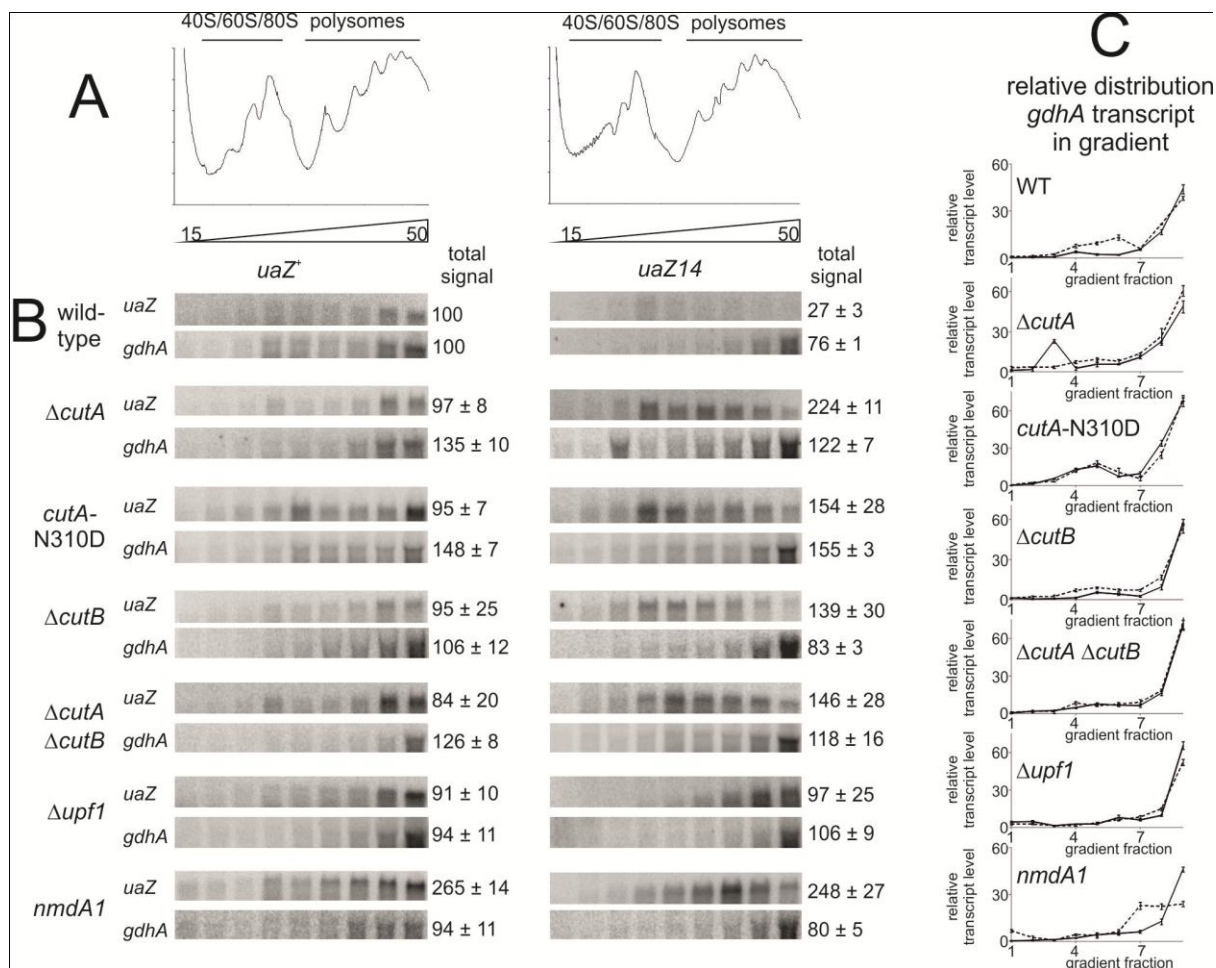 40S/60S/80S polysomes 40S/60S/80S polysomes
A
C
relative distribution
gdhA transcript
in gradient
15 50
15 50
uaZ+ total signal
uaZ14 total signal
B
wild-type
uaZ 100 27 ± 3
gdhA 100 76 ± 1
ΔcutA
uaZ 97 ± 8 224 ± 11
gdhA 135 ± 10 122 ± 7
cutA-N310D
uaZ 95 ± 7 154 ± 28
gdhA 148 ± 7 155 ± 3
ΔcutB
uaZ 95 ± 25 139 ± 30
gdhA 106 ± 12 83 ± 3
ΔcutA
ΔcutB
uaZ 84 ± 20 146 ± 28
gdhA 126 ± 8 118 ± 16
Δupf1
uaZ 91 ± 10 97 ± 25
gdhA 94 ± 11 106 ± 9
nmdA1
uaZ 265 ± 14 248 ± 27
gdhA 94 ± 11 80 ± 5
60
30
0
relative
transcript level
WT
1 4 7
gradient fraction
60
30
0
relative
transcript level
ΔcutA
1 4 7
gradient fraction
60
30
0
relative
transcript level
cutA-N310D
1 4 7
gradient fraction
60
30
0
relative
transcript level
ΔcutB
1 4 7
gradient fraction
60
30
0
relative
transcript level
ΔcutA ΔcutB
1 4 7
gradient fraction
60
30
0
relative
transcript level
Δupf1
1 4 7
gradient fraction
60
30
0
relative
transcript level
nmdA1
1 4 7
gradient fraction